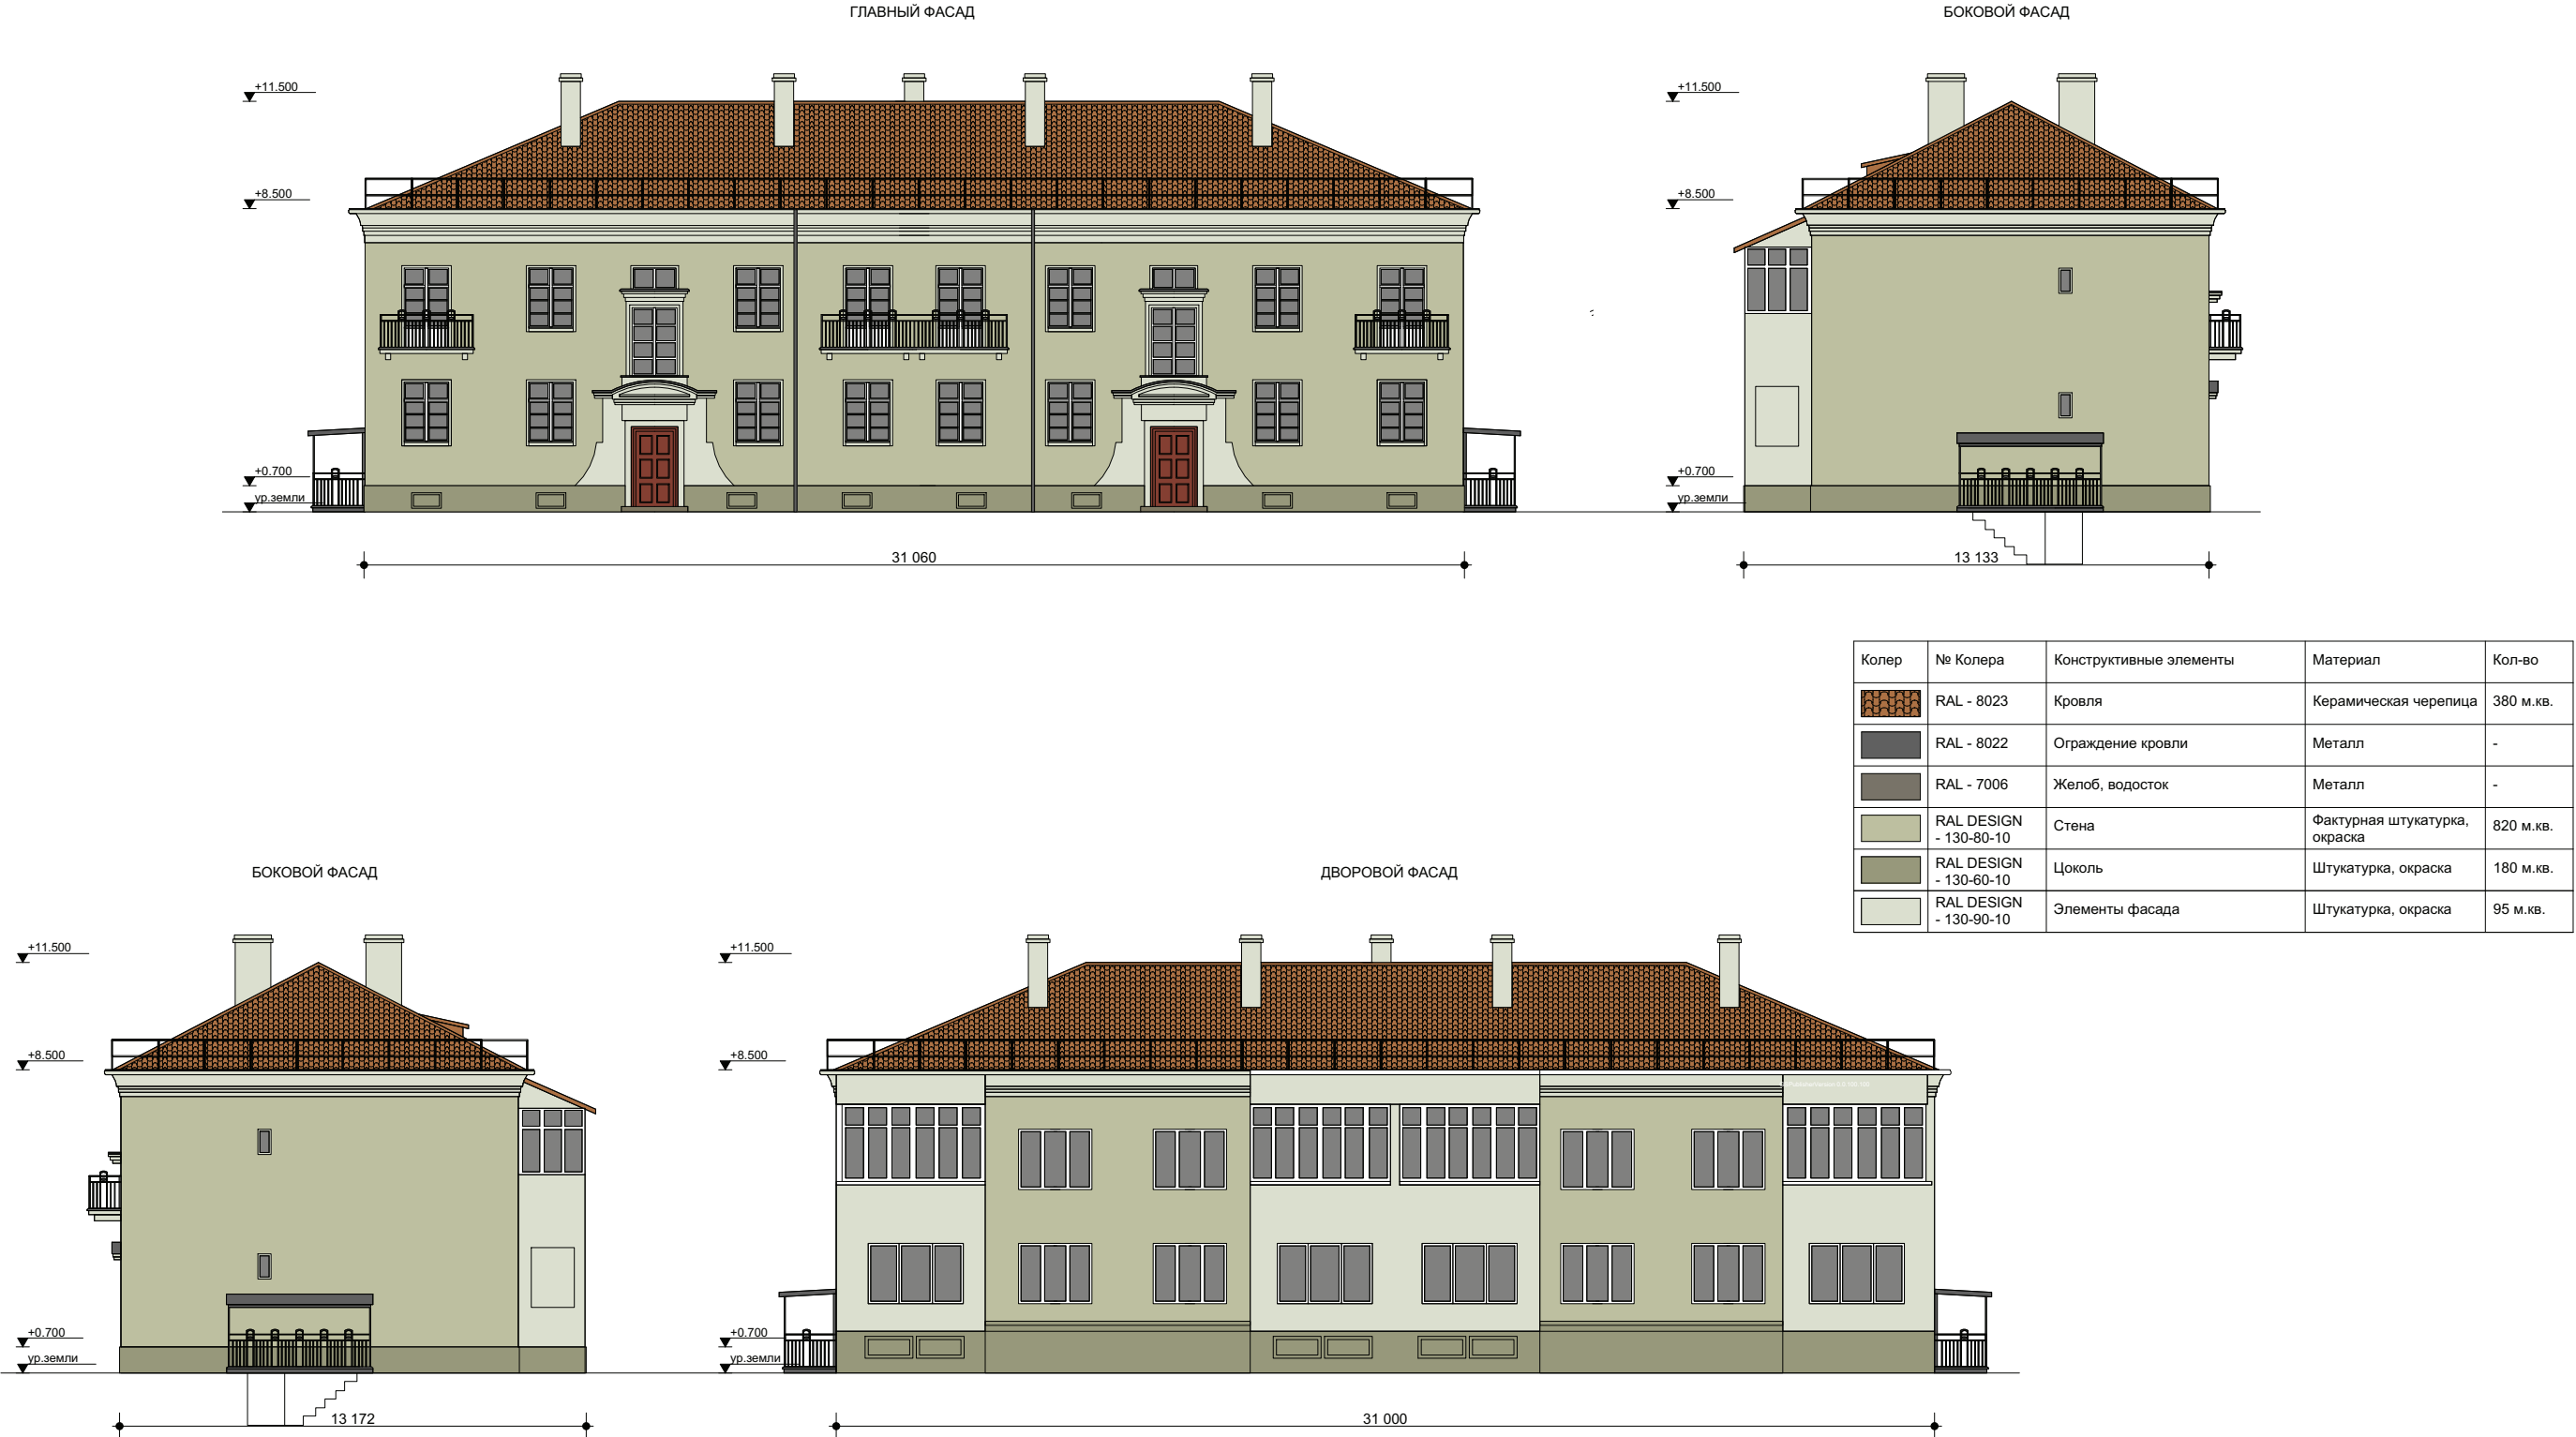 ГЛАВНЫЙ ФАСАД
+11.500
+8.500
+0.700
ур.земли
31 060
БОКОВОЙ ФАСАД
+11.500
+8.500
+0.700
ур.земли
13 133
Колер № Колера Конструктивные элементы Материал Кол-во
RAL - 8023 Кровля Керамическая черепица 380 м.кв.
RAL - 8022 Ограждение кровли Металл -
RAL - 7006 Желоб, водосток Металл -
RAL DESIGN
- 130-80-10
Стена
Фактурная штукатурка,
окраска
820 м.кв.
RAL DESIGN
- 130-60-10
Цоколь
Штукатурка, окраска
180 м.кв.
RAL DESIGN
- 130-90-10
Элементы фасада
Штукатурка, окраска
95 м.кв.
БОКОВОЙ ФАСАД
+11.500
+8.500
+0.700
ур.земли
13 172
ДВОРОВОЙ ФАСАД
+11.500
+8.500
+0.700
ур.земли
31 000